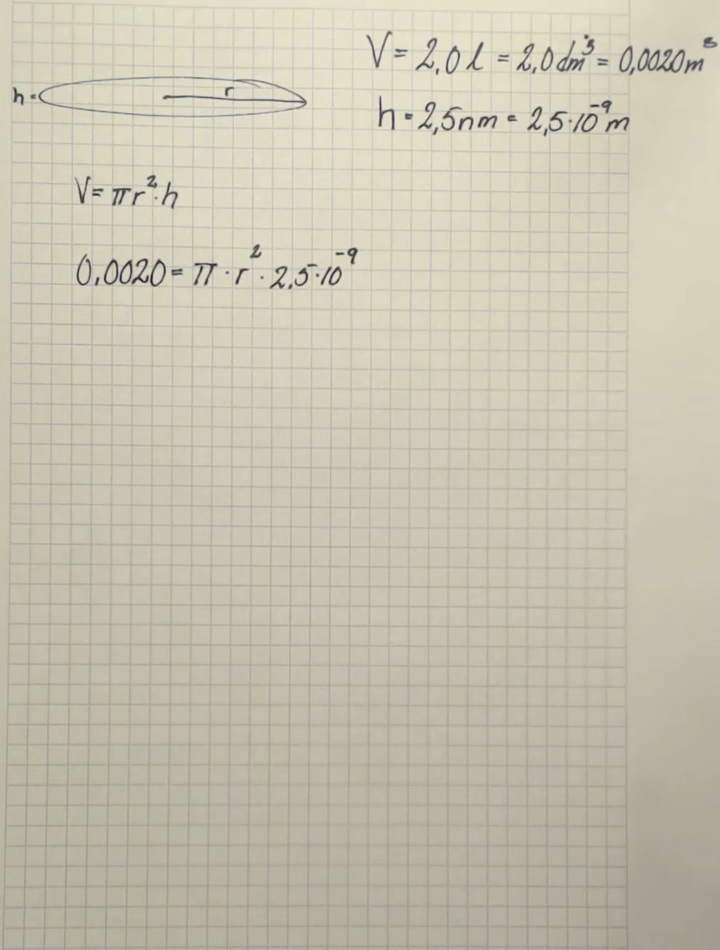 V = 2,0 l = 2,0 dm³ = 0,0020 m³
h = 2,5 nm = 2,5·10⁻⁹ m
h =
r
V = πr²·h
0,0020 = π · r² · 2,5·10⁻⁹